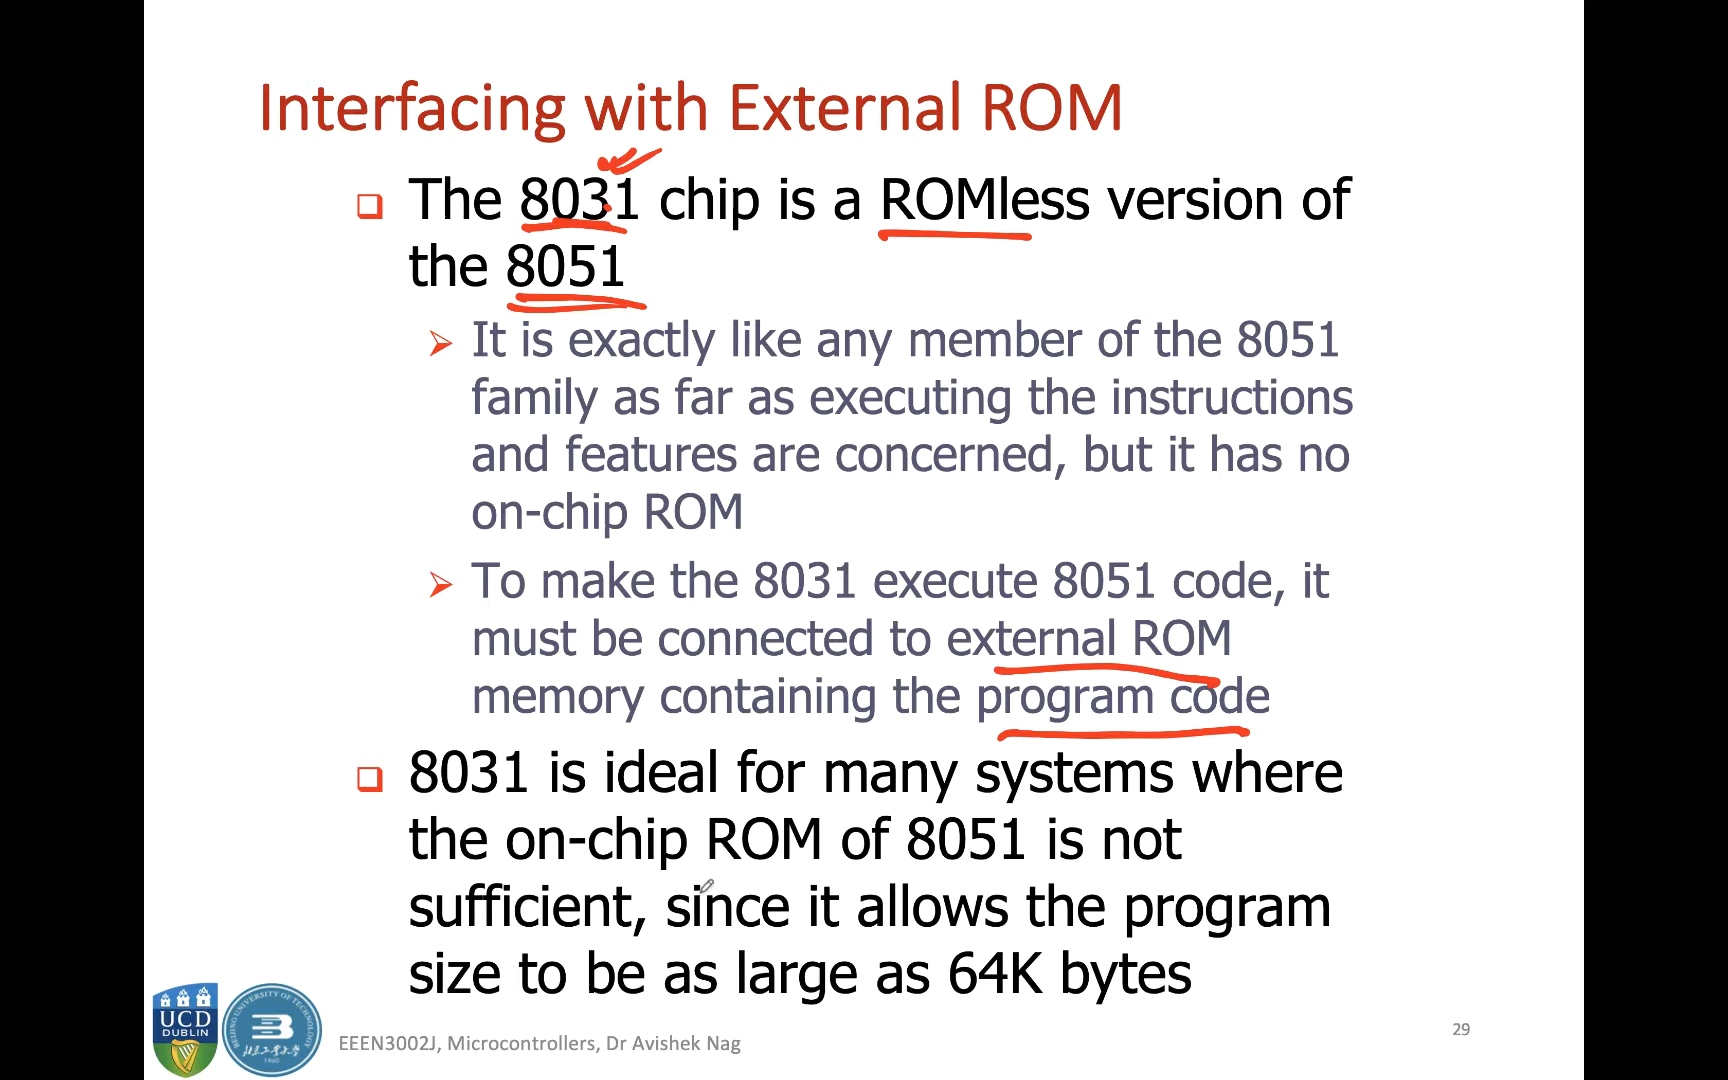 Interfacing with External ROM
The 8031 chip is a ROMless version of
the 8051
It is exactly like any member of the 8051
family as far as executing the instructions
and features are concerned, but it has no
on-chip ROM
To make the 8031 execute 8051 code, it
must be connected to external ROM
memory containing the program code
8031 is ideal for many systems where
the on-chip ROM of 8051 is not
sufficient, since it allows the program
size to be as large as 64K bytes
UCD
DUBLIN
BEIJING UNIVERSITY OF TECHNOLOGY
1960
EEEN3002J, Microcontrollers, Dr Avishek Nag
29